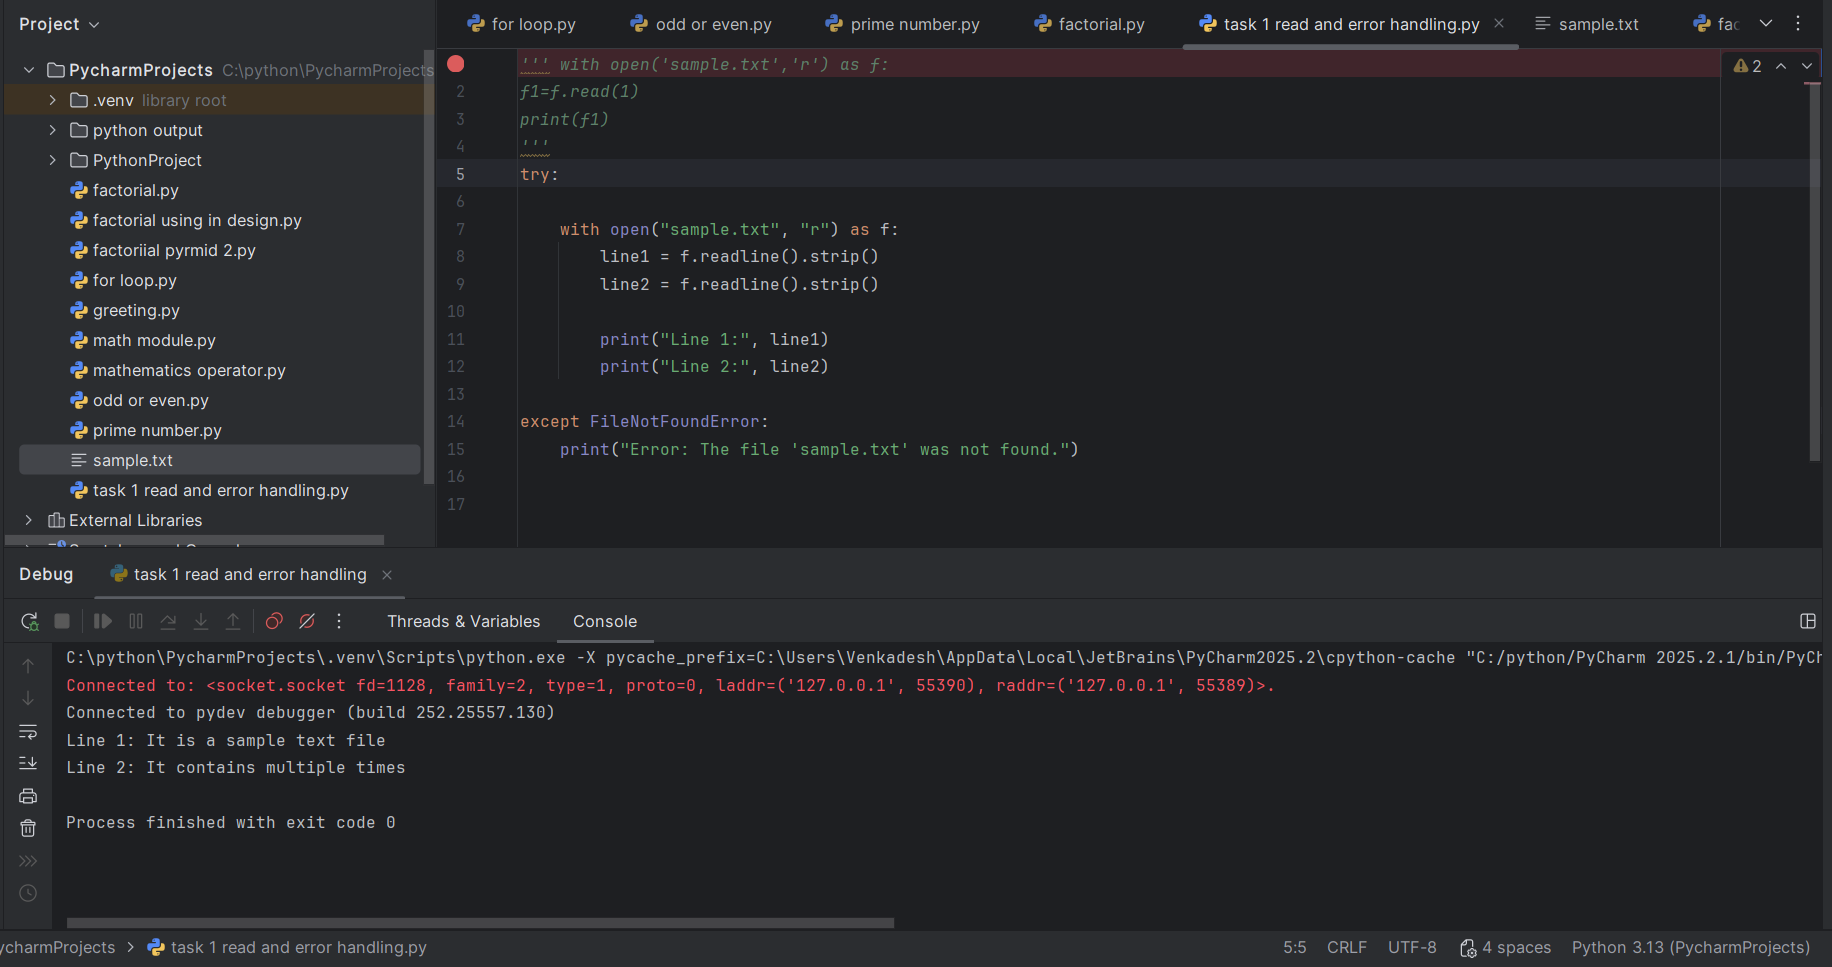 Project
for loop.py
odd or even.py
prime number.py
factorial.py
task 1 read and error handling.py
sample.txt
PycharmProjects C:\python\PycharmProjects
.venv library root
python output
PythonProject
factorial.py
factorial using in design.py
factoriial pyrmid 2.py
for loop.py
greeting.py
math module.py
mathematics operator.py
odd or even.py
prime number.py
sample.txt
task 1 read and error handling.py
External Libraries
''' with open('sample.txt','r') as f:
2 f1=f.read(1)
3 print(f1)
4 '''
5 try:
6
7 with open("sample.txt", "r") as f:
8 line1 = f.readline().strip()
9 line2 = f.readline().strip()
10
11 print("Line 1:", line1)
12 print("Line 2:", line2)
13
14 except FileNotFoundError:
15 print("Error: The file 'sample.txt' was not found.")
16
17
2
Debug
task 1 read and error handling
Threads & Variables
Console
C:\python\PycharmProjects\.venv\Scripts\python.exe -X pycache_prefix=C:\Users\Venkadesh\AppData\Local\JetBrains\PyCharm2025.2\cpython-cache "C:/python/PyCharm 2025.2.1/bin/PyCh
Connected to: <socket.socket fd=1128, family=2, type=1, proto=0, laddr=('127.0.0.1', 55390), raddr=('127.0.0.1', 55389)>.
Connected to pydev debugger (build 252.25557.130)
Line 1: It is a sample text file
Line 2: It contains multiple times
Process finished with exit code 0
ycharmProjects > task 1 read and error handling.py
5:5 CRLF UTF-8 4 spaces Python 3.13 (PycharmProjects)